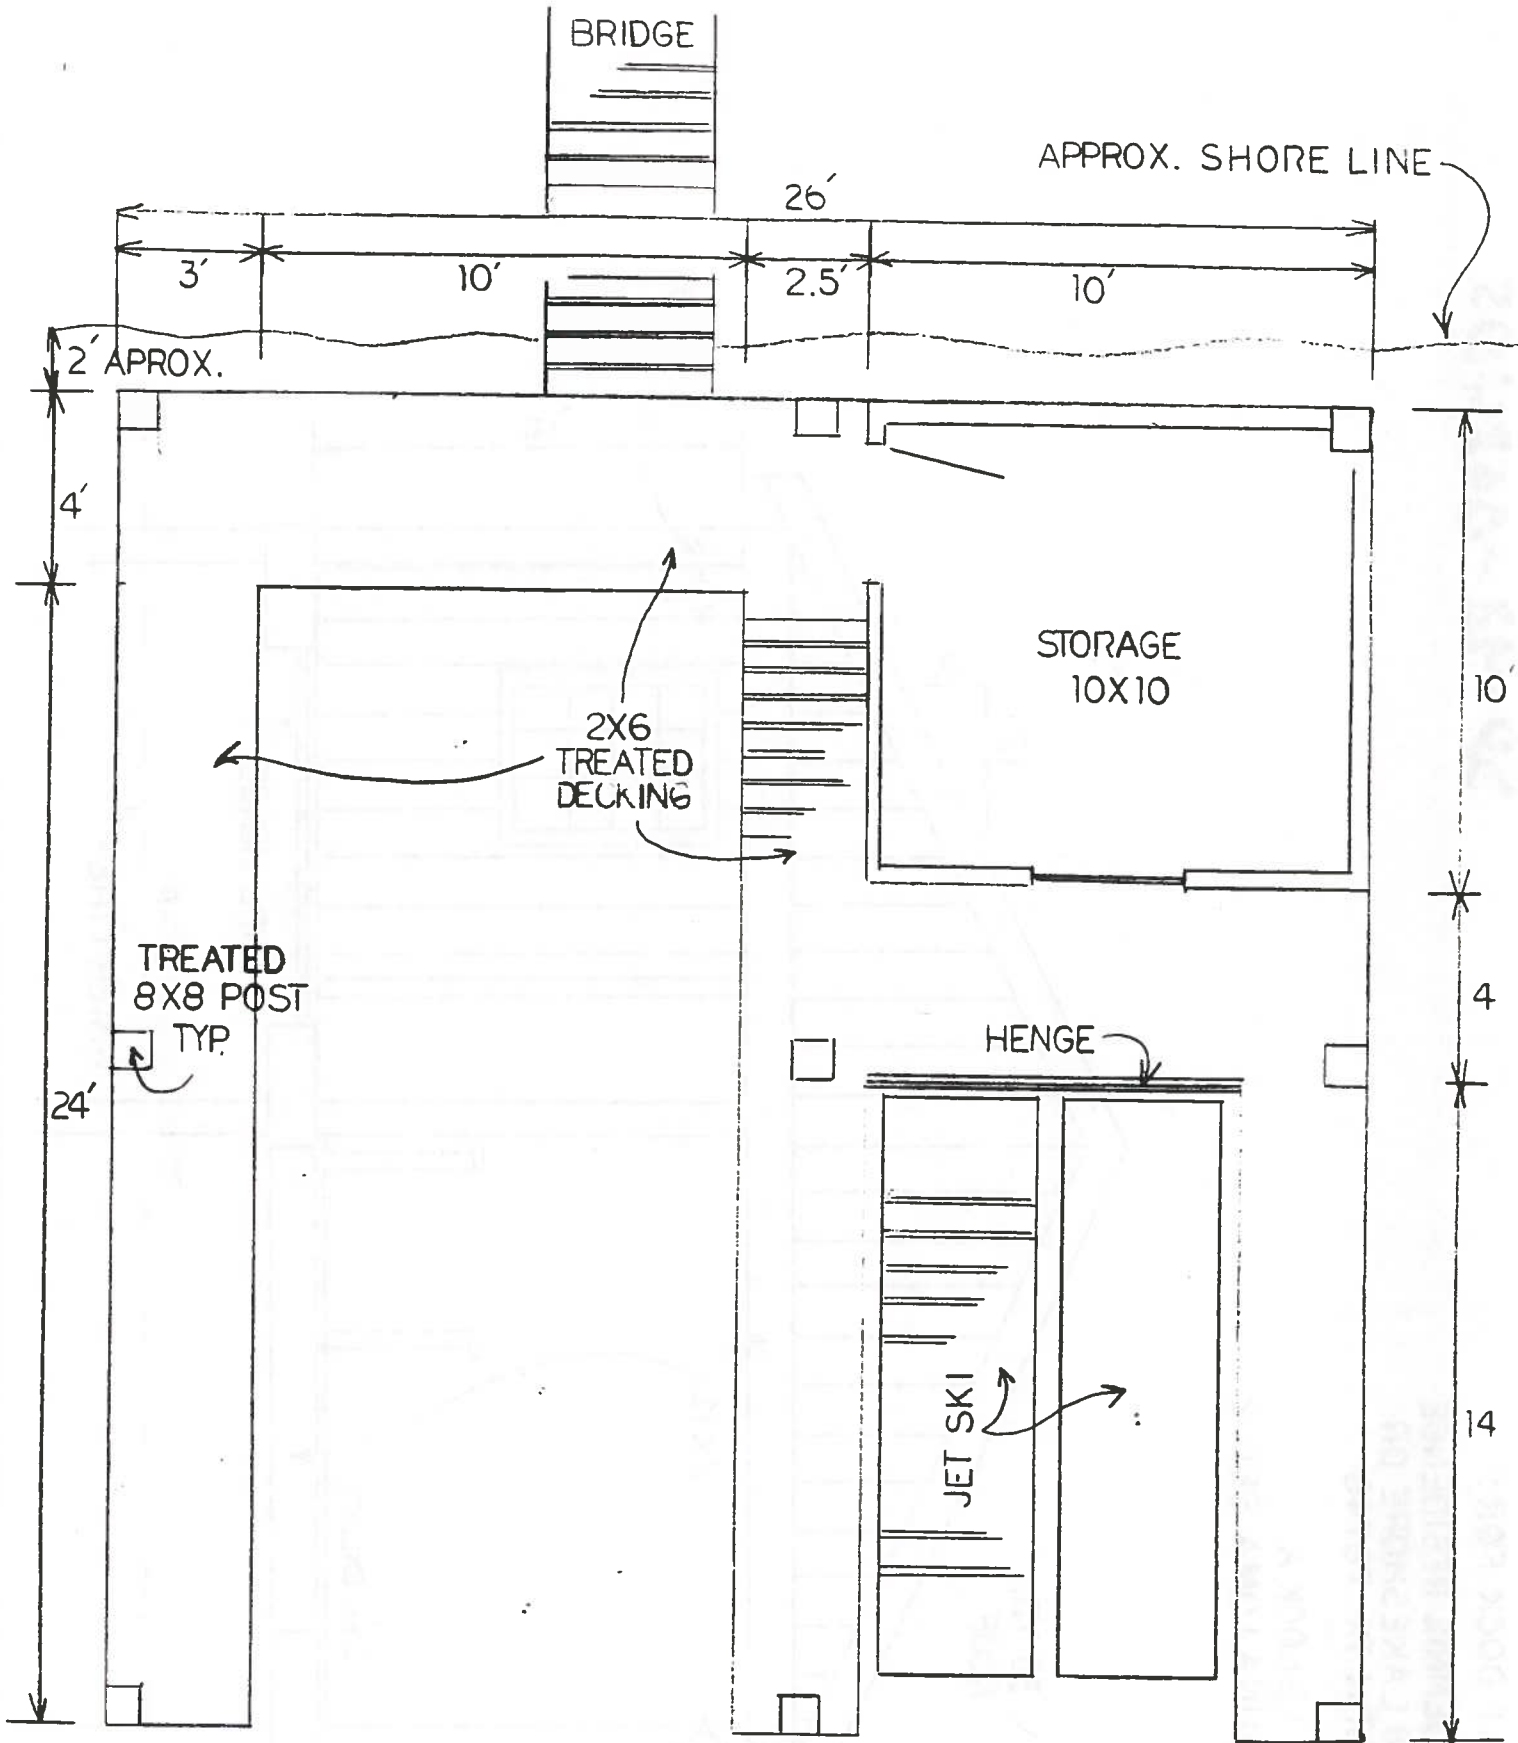 BRIDGE
APPROX. SHORE LINE
26'
3'
10'
2.5'
10'
2' APROX.
4'
STORAGE
10X10
10'
2X6
TREATED
DECKING
TREATED
8X8 POST
TYP.
4
HENGE
24'
JET SKI
14